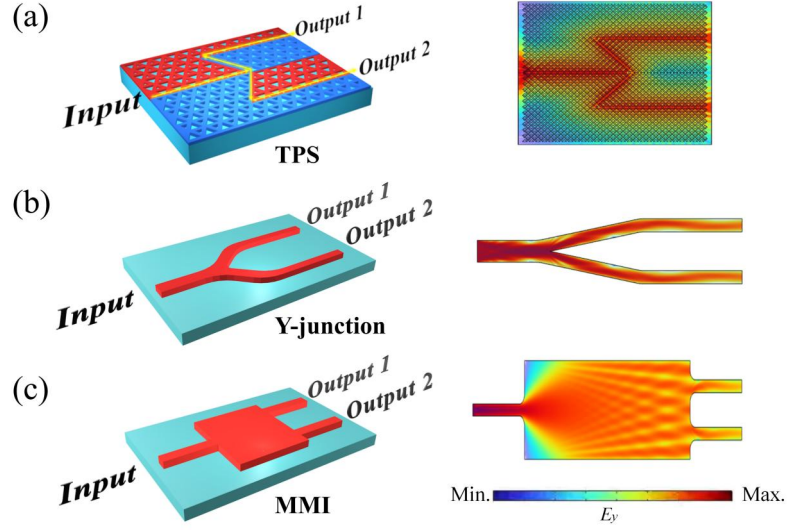 (a)
Output 1
Output 2
Input
TPS
(b)
Output 1
Output 2
Input
Y-junction
(c)
Output 1
Output 2
Input
MMI
Min.
Max.
Ey